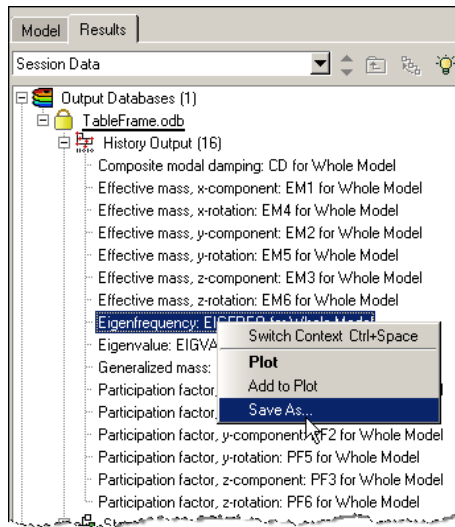 Model Results
Session Data
Output Databases (1)
TableFrame.odb
History Output (16)
Composite modal damping: CD for Whole Model
Effective mass, x-component: EM1 for Whole Model
Effective mass, x-rotation: EM4 for Whole Model
Effective mass, y-component: EM2 for Whole Model
Effective mass, y-rotation: EM5 for Whole Model
Effective mass, z-component: EM3 for Whole Model
Effective mass, z-rotation: EM6 for Whole Model
Eigenfrequency: EIGFREQ for Whole Model
Switch Context Ctrl+Space
Eigenvalue: EIGVA
Plot
Generalized mass:
Add to Plot
Participation factor,
Save As...
Participation factor,
Participation factor, y-component: PF2 for Whole Model
Participation factor, y-rotation: PF5 for Whole Model
Participation factor, z-component: PF3 for Whole Model
Participation factor, z-rotation: PF6 for Whole Model